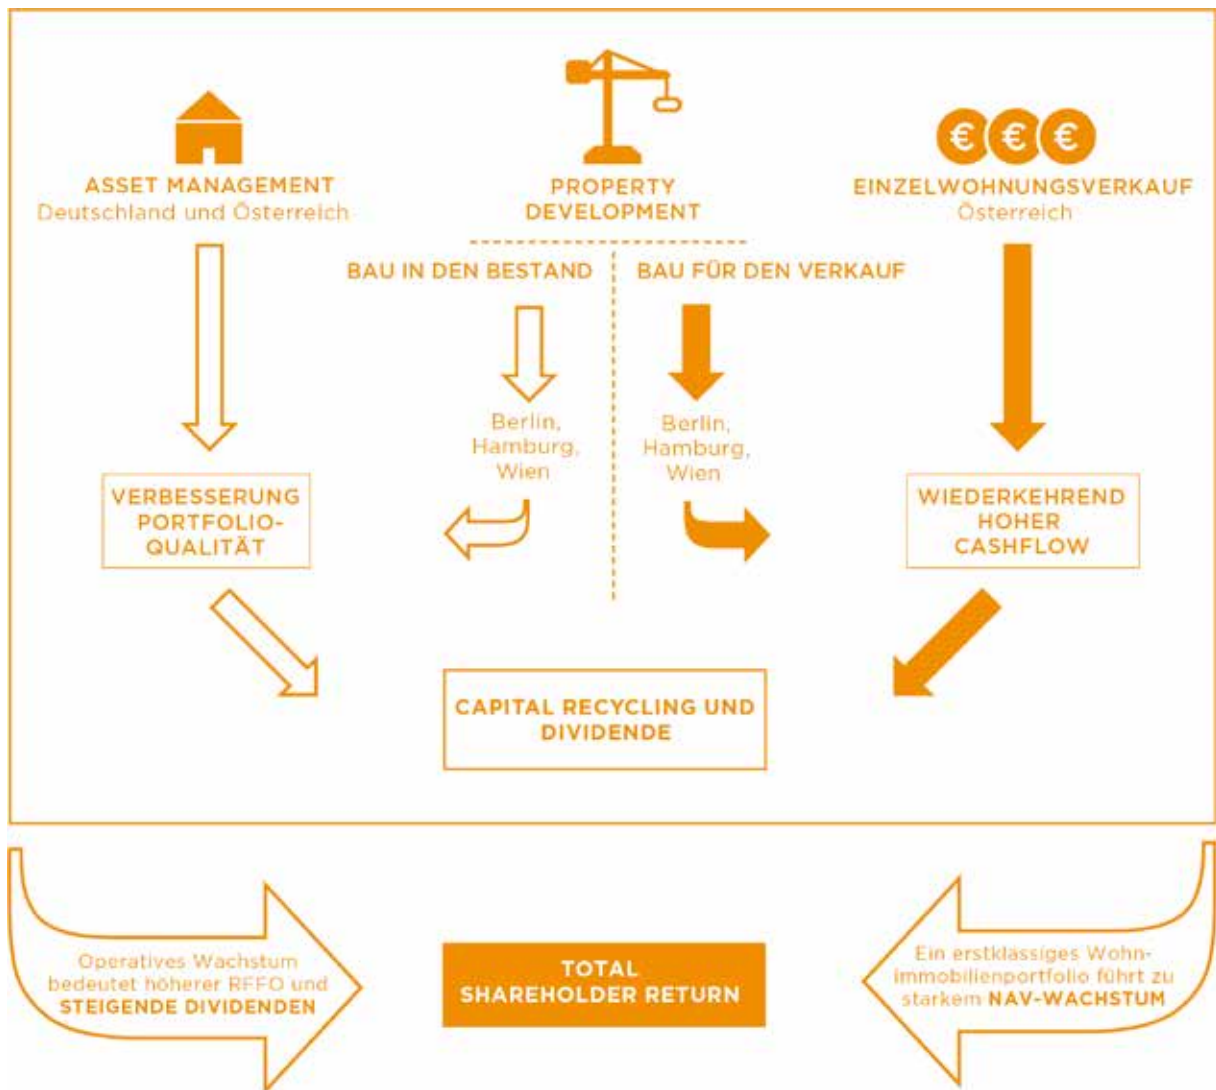 € € €
ASSET MANAGEMENT
Deutschland und Österreich
PROPERTY
DEVELOPMENT
EINZELWOHNUNGSVERKAUF
Österreich
BAU IN DEN BESTAND
BAU FÜR DEN VERKAUF
Berlin,
Hamburg,
Wien
Berlin,
Hamburg,
Wien
VERBESSERUNG
PORTFOLIO-
QUALITÄT
WIEDERKEHREND
HOHER
CASHFLOW
CAPITAL RECYCLING UND
DIVIDENDE
Operatives Wachstum
bedeutet höherer RFFO und
STEIGENDE DIVIDENDEN
TOTAL
SHAREHOLDER RETURN
Ein erstklassiges Wohn-
immobilienportfolio führt zu
starkem NAV-WACHSTUM